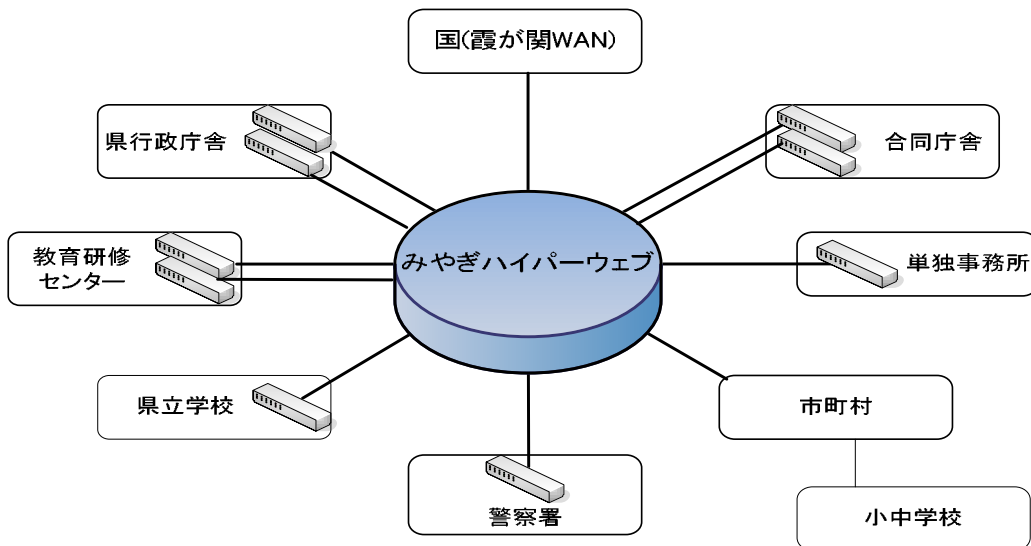 国(霞が関WAN)
県行政庁舎
合同庁舎
教育研修
センター
みやぎハイパーウェブ
単独事務所
県立学校
市町村
警察署
小中学校